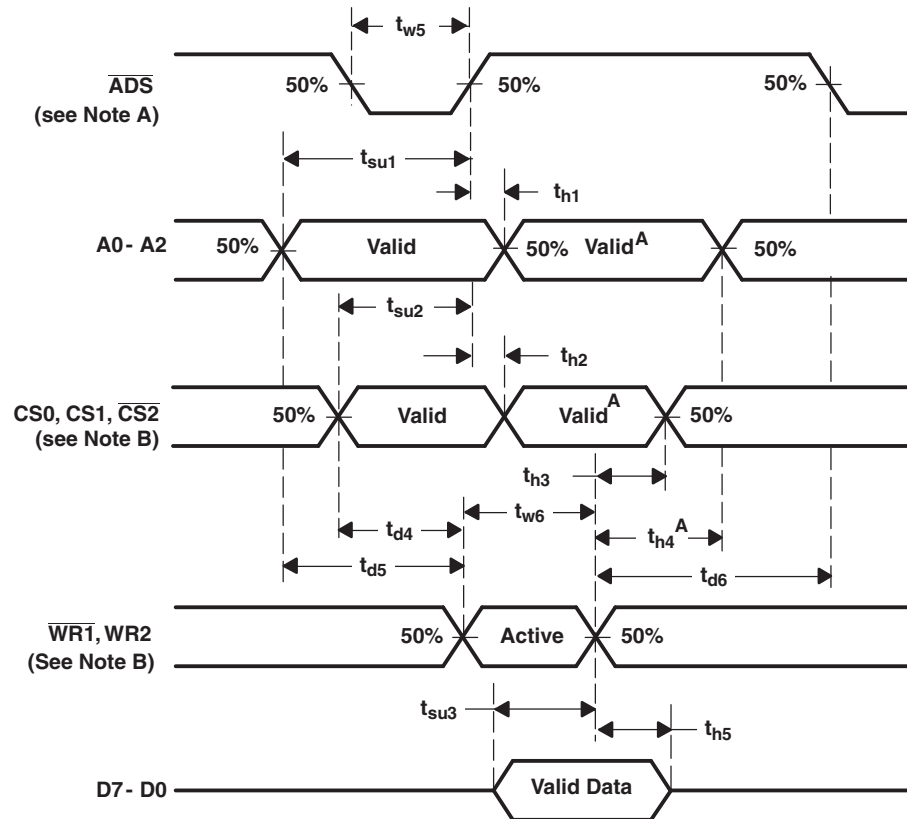 tw5
ADS
(see Note A)
50%
50%
50%
tsu1
th1
A0 - A2
50%
Valid
50%
ValidA
50%
tsu2
th2
CS0, CS1, CS2
(see Note B)
50%
Valid
ValidA
50%
th3
tw6
td4
th4A
td5
td6
WR1, WR2
(See Note B)
50%
Active
50%
tsu3
th5
D7 - D0
Valid Data